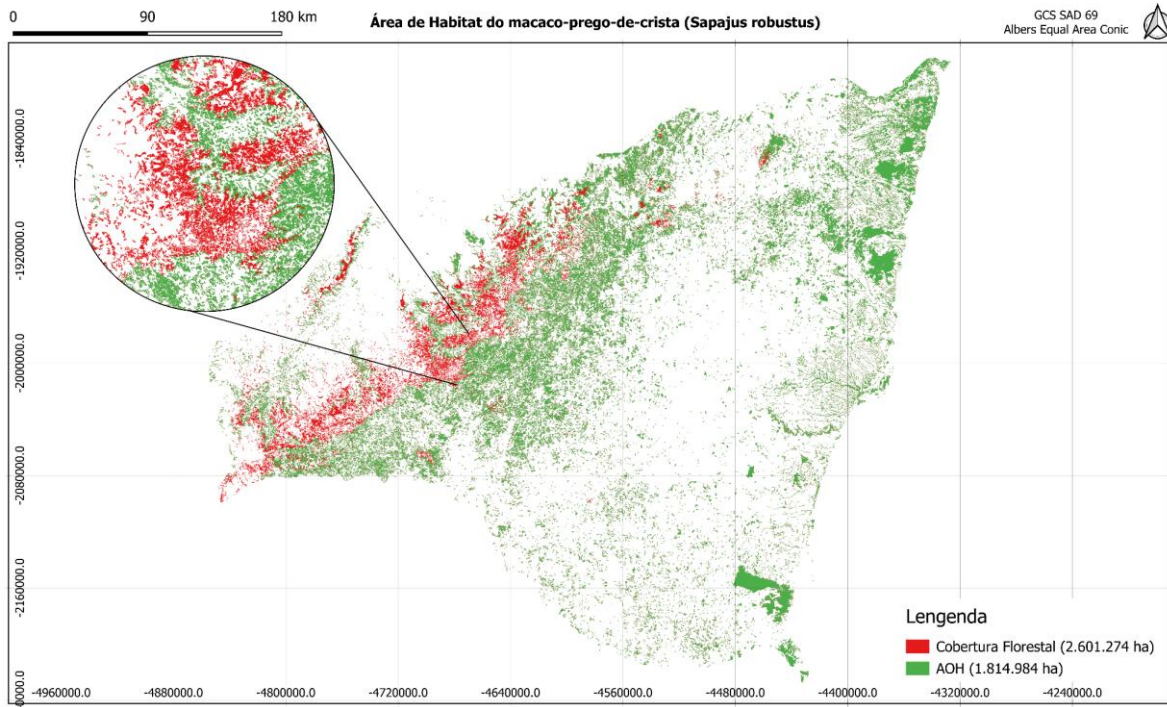 0 90 180 km
Área de Habitat do macaco-prego-de-crista (Sapajus robustus)
GCS SAD 69
Albers Equal Area Conic
-1840000.0
-1920000.0
-2000000.0
-2080000.0
-2160000.0
0000.0
Lengenda
Cobertura Florestal (2.601.274 ha)
AOH (1.814.984 ha)
-4960000.0 -4880000.0 -4800000.0 -4720000.0 -4640000.0 -4560000.0 -4480000.0 -4400000.0 -4320000.0 -4240000.0